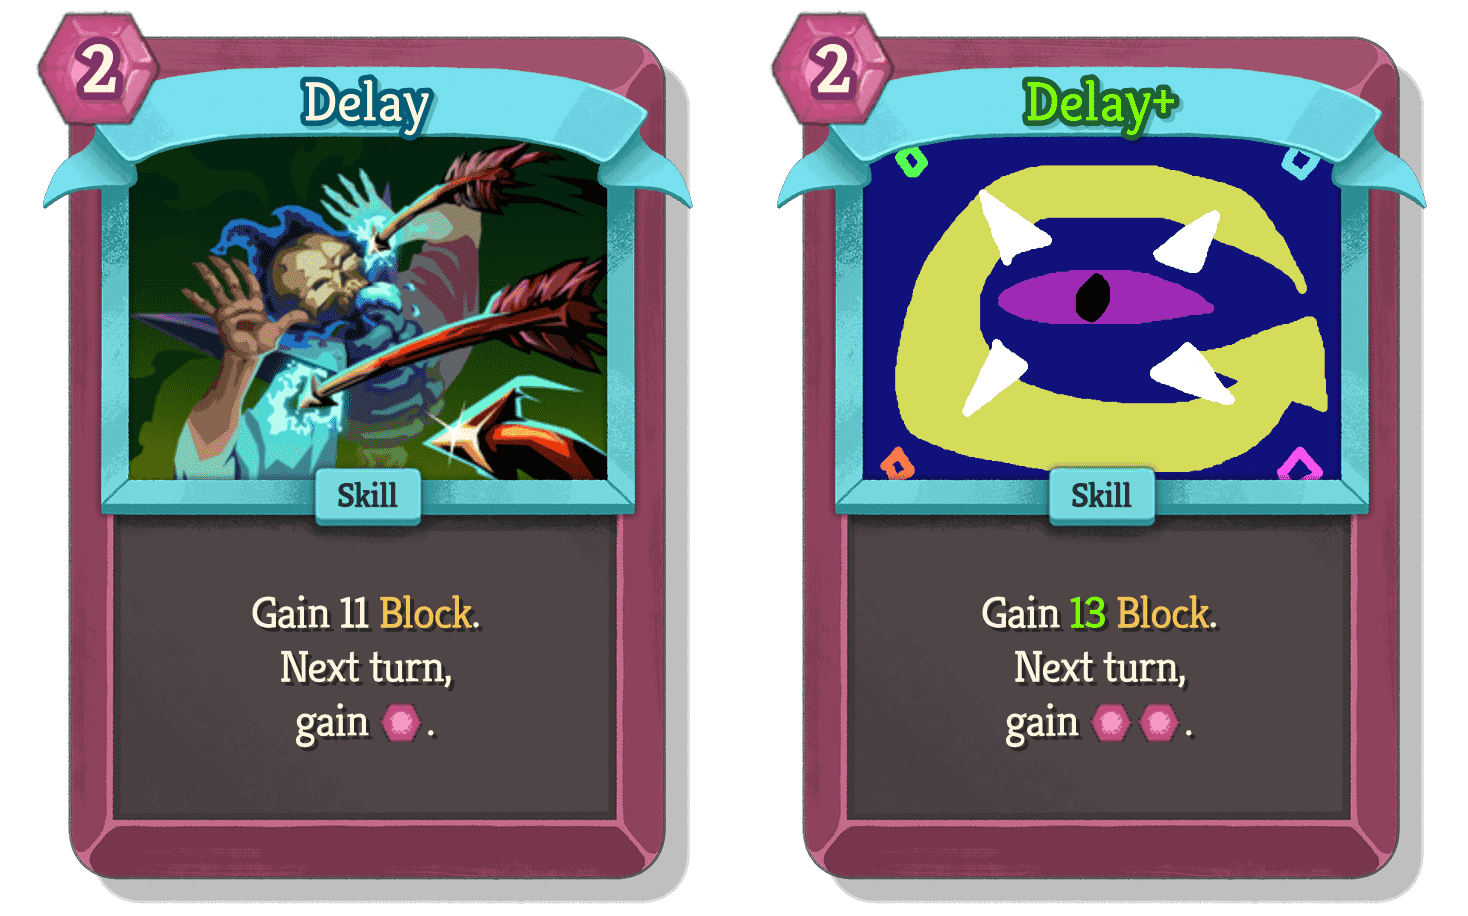 2
Delay
Skill
Gain 11 Block.
Next turn,
gain .
2
Delay+
Skill
Gain 13 Block.
Next turn,
gain .